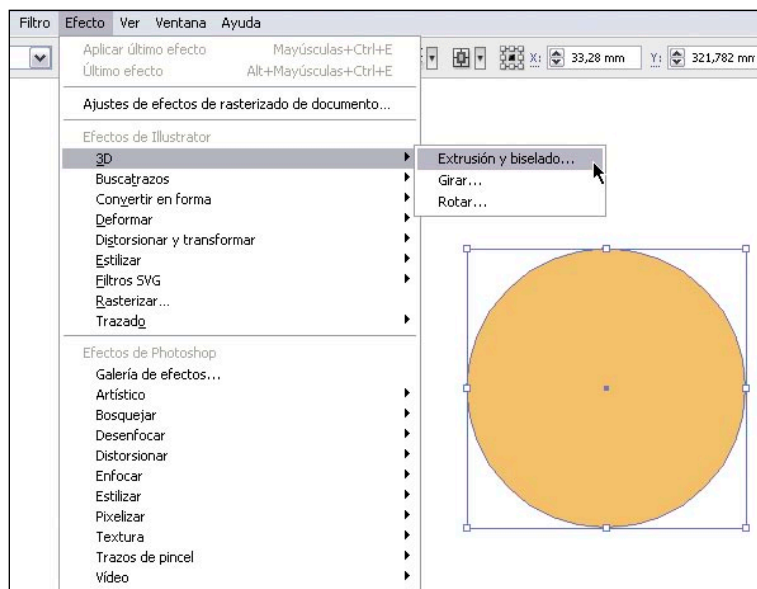 Filtro Efecto Ver Ventana Ayuda
Aplicar último efecto Mayúsculas+Ctrl+E
Último efecto Alt+Mayúsculas+Ctrl+E
X: 33,28 mm Y: 321,782 mm
Ajustes de efectos de rasterizado de documento...
Efectos de Illustrator
3D
Extrusión y biselado...
Girar...
Rotar...
Buscatrazos
Convertir en forma
Deformar
Distorsionar y transformar
Estilizar
Filtros SVG
Rasterizar...
Trazado
Efectos de Photoshop
Galería de efectos...
Artístico
Bosquejar
Desenfocar
Distorsionar
Enfocar
Estilizar
Pixelizar
Textura
Trazos de pincel
Vídeo